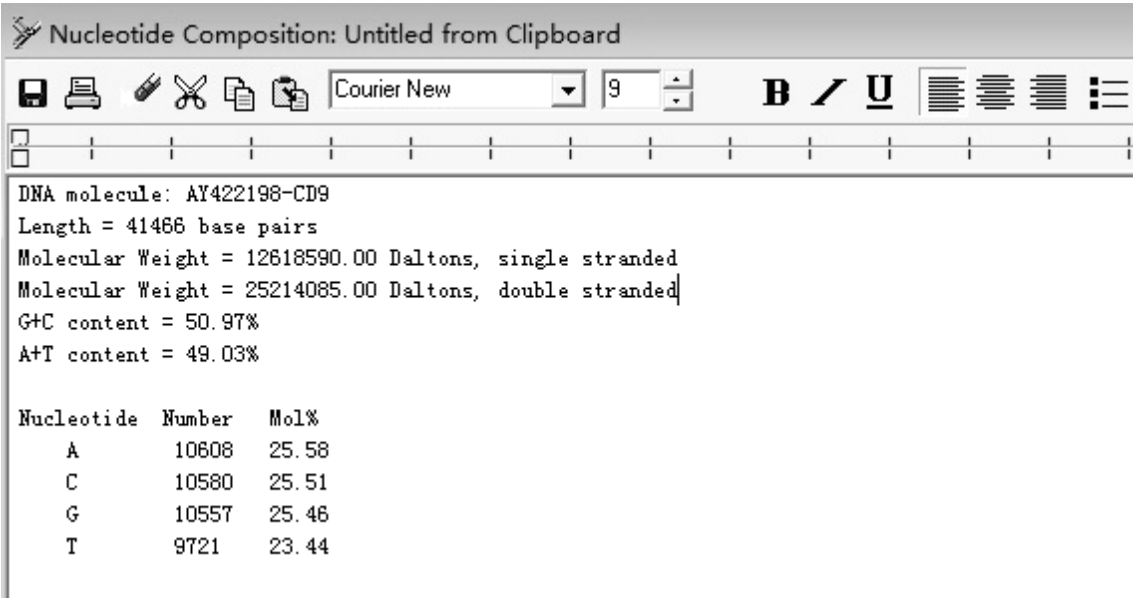 Nucleotide Composition: Untitled from Clipboard
Courier New 9 B I U
DNA molecule: AY422198-CD9
Length = 41466 base pairs
Molecular Weight = 12618590.00 Daltons, single stranded
Molecular Weight = 25214085.00 Daltons, double stranded
G+C content = 50.97%
A+T content = 49.03%
Nucleotide Number Mol%
A 10608 25.58
C 10580 25.51
G 10557 25.46
T 9721 23.44